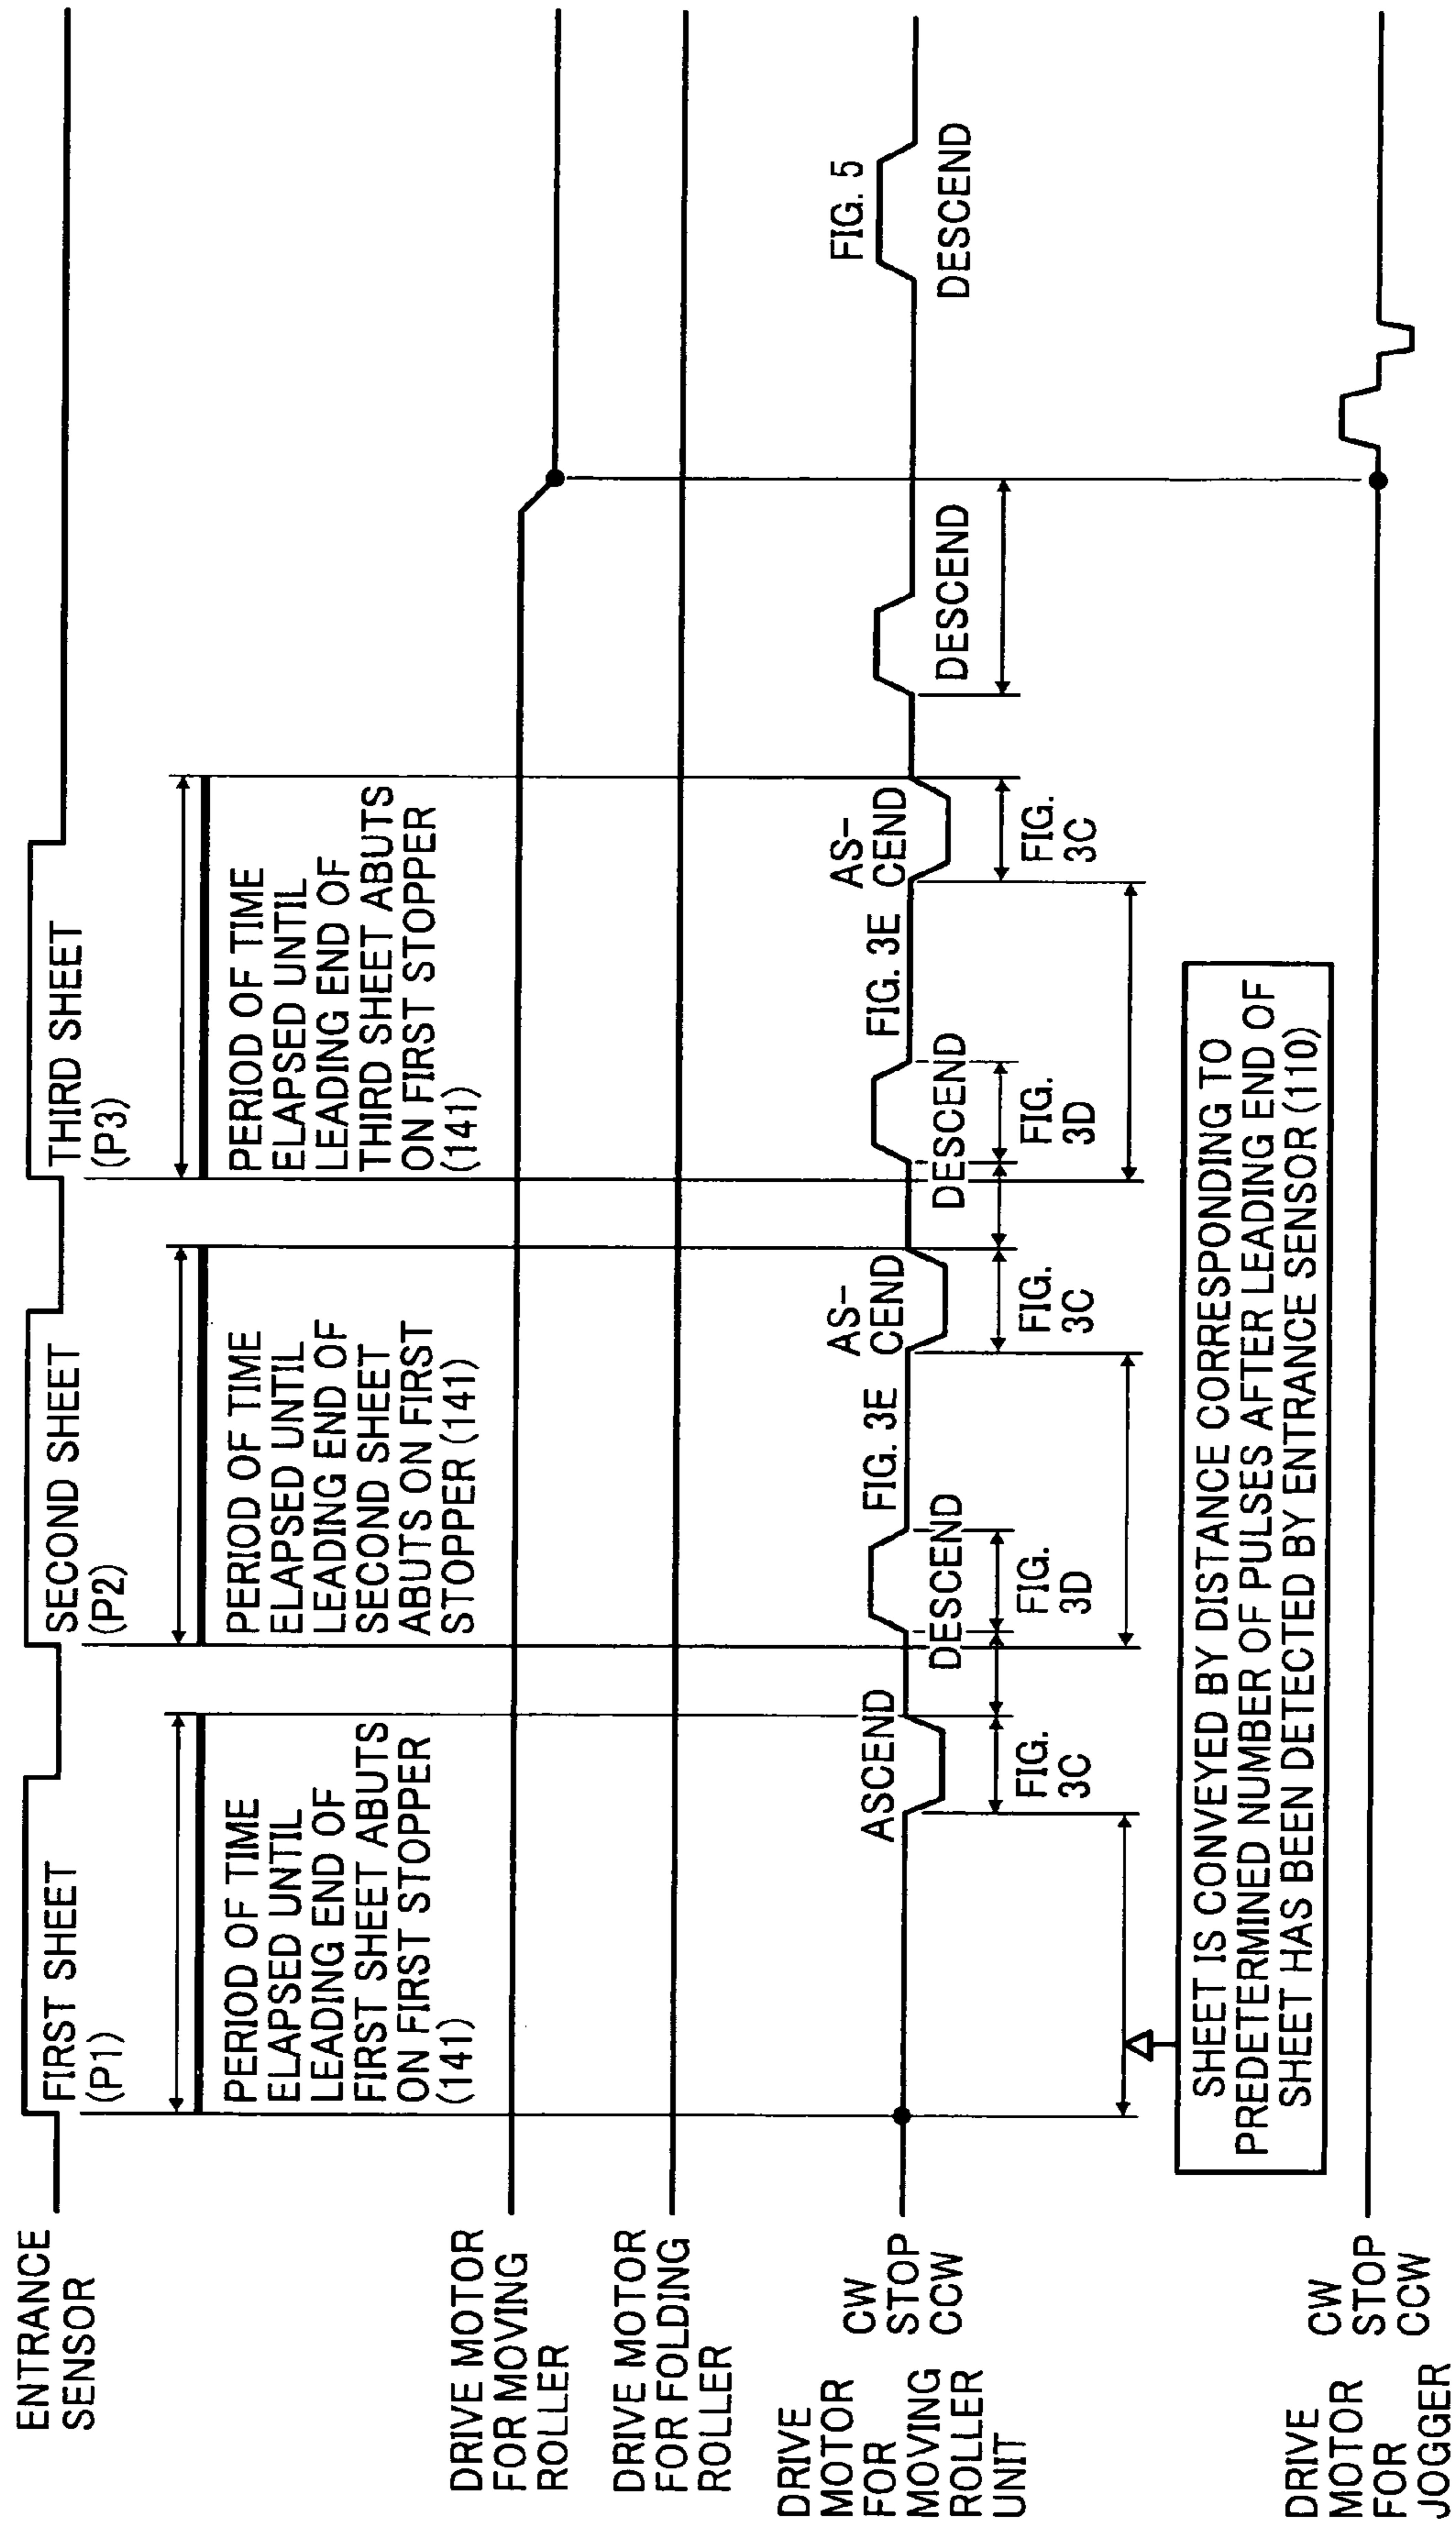 ENTRANCE
SENSOR
FIRST SHEET
(P1)
SECOND SHEET
(P2)
THIRD SHEET
(P3)
PERIOD OF TIME
ELAPSED UNTIL
LEADING END OF
FIRST SHEET ABUTS
ON FIRST STOPPER
(141)
PERIOD OF TIME
ELAPSED UNTIL
LEADING END OF
SECOND SHEET
ABUTS ON FIRST
STOPPER (141)
PERIOD OF TIME
ELAPSED UNTIL
LEADING END OF
THIRD SHEET ABUTS
ON FIRST STOPPER
(141)
DRIVE MOTOR
FOR MOVING
ROLLER
DRIVE MOTOR
FOR FOLDING
ROLLER
DRIVE
MOTOR
FOR
MOVING
ROLLER
UNIT
CW
STOP
CCW
ASCEND
FIG.
3C
DESCEND
FIG.
3D
FIG. 3E
AS-
CEND
FIG.
3C
DESCEND
FIG.
3D
FIG. 3E
AS-
CEND
FIG.
3C
DESCEND
FIG. 5
DESCEND
SHEET IS CONVEYED BY DISTANCE CORRESPONDING TO
PREDETERMINED NUMBER OF PULSES AFTER LEADING END OF
SHEET HAS BEEN DETECTED BY ENTRANCE SENSOR (110)
DRIVE
MOTOR
FOR
JOGGER
CW
STOP
CCW